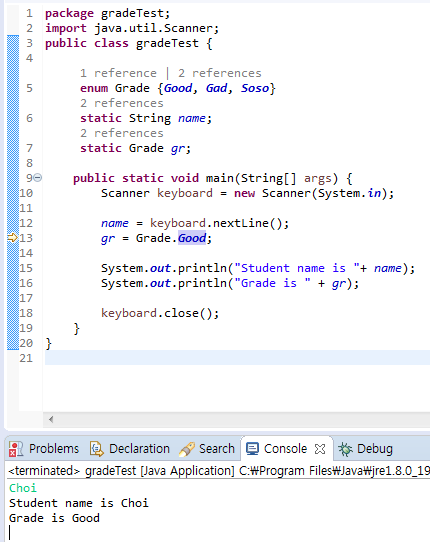 1 package gradeTest;
2 import java.util.Scanner;
3 public class gradeTest {
4
1 reference | 2 references
5 enum Grade {Good, Gad, Soso}
2 references
6 static String name;
2 references
7 static Grade gr;
8
9 public static void main(String[] args) {
10 Scanner keyboard = new Scanner(System.in);
11
12 name = keyboard.nextLine();
13 gr = Grade.Good;
14
15 System.out.println("Student name is "+ name);
16 System.out.println("Grade is " + gr);
17
18 keyboard.close();
19 }
20 }
21
Problems Declaration Search Console Debug
<terminated> gradeTest [Java Application] C:₩Program Files₩Java₩jre1.8.0_19
Choi
Student name is Choi
Grade is Good